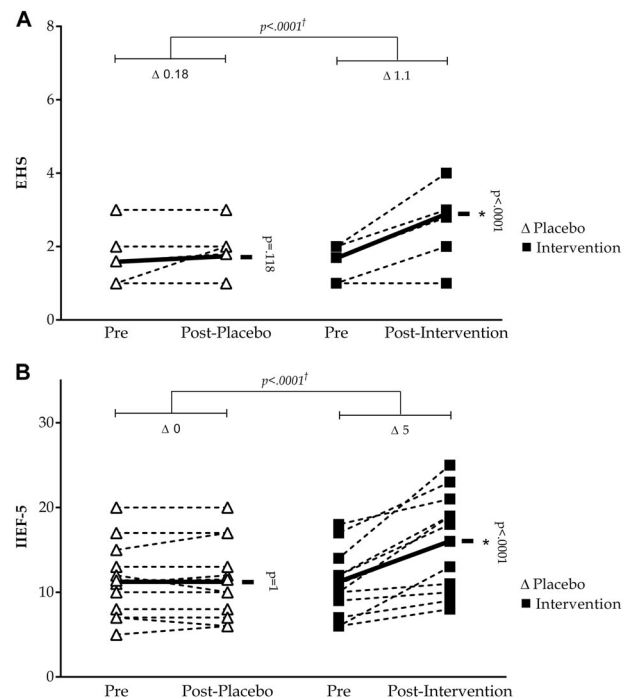 A
p<.0001†
Δ 0.18
Δ 1.1
8
6
4
2
0
EHS
p=.118
* p<.0001
Δ Placebo
■ Intervention
Pre Post-Placebo Pre Post-Intervention
B
p<.0001†
Δ 0
Δ 5
30
20
10
0
IIEF-5
p=1
* p<.0001
Δ Placebo
■ Intervention
Pre Post-Placebo Pre Post-Intervention